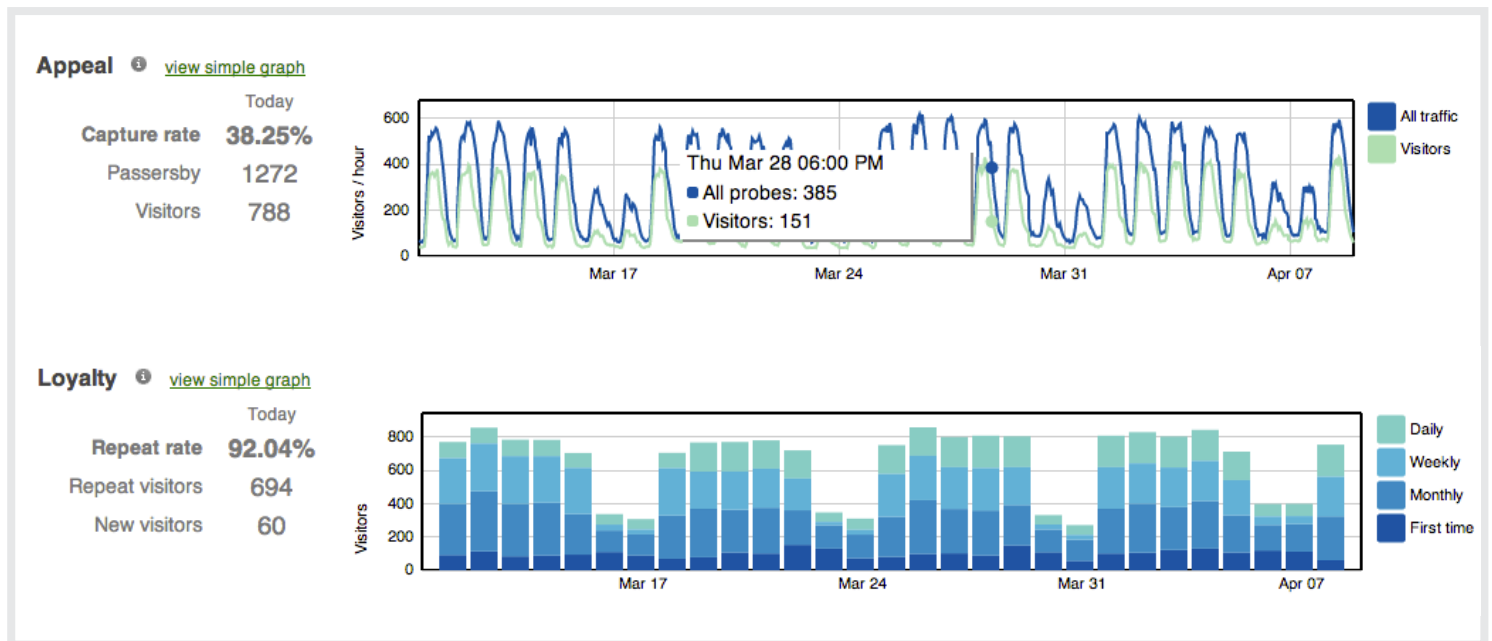 Appeal view simple graph
Today
Capture rate 38.25%
Passersby 1272
Visitors 788
Visitors / hour
600
400
200
0
Thu Mar 28 06:00 PM
All probes: 385
Visitors: 151
Mar 17 Mar 24 Mar 31 Apr 07
All traffic
Visitors
Loyalty view simple graph
Today
Repeat rate 92.04%
Repeat visitors 694
New visitors 60
Visitors
800
600
400
200
0
Mar 17 Mar 24 Mar 31 Apr 07
Daily
Weekly
Monthly
First time